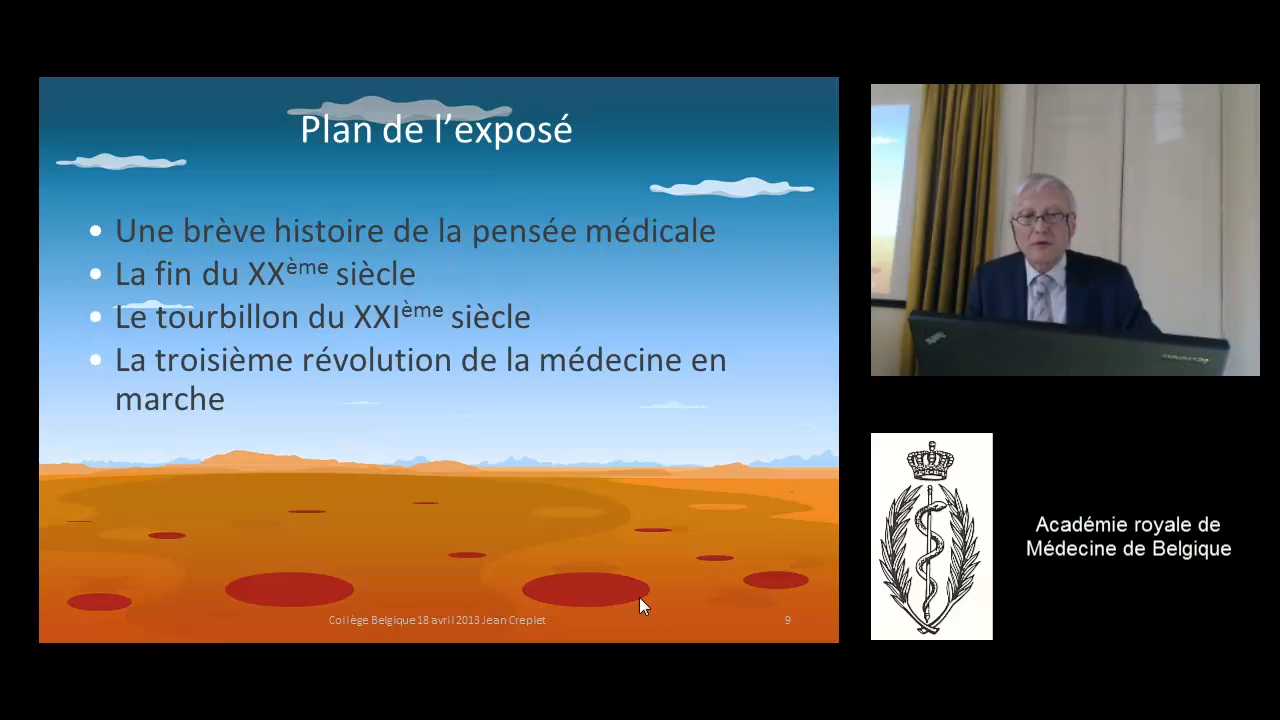 Plan de l’exposé
• Une brève histoire de la pensée médicale
• La fin du XXème siècle
• Le tourbillon du XXIème siècle
• La troisième révolution de la médecine en
marche
Collège Belgique18 avril 2013 Jean Creplet
9
Académie royale de
Médecine de Belgique